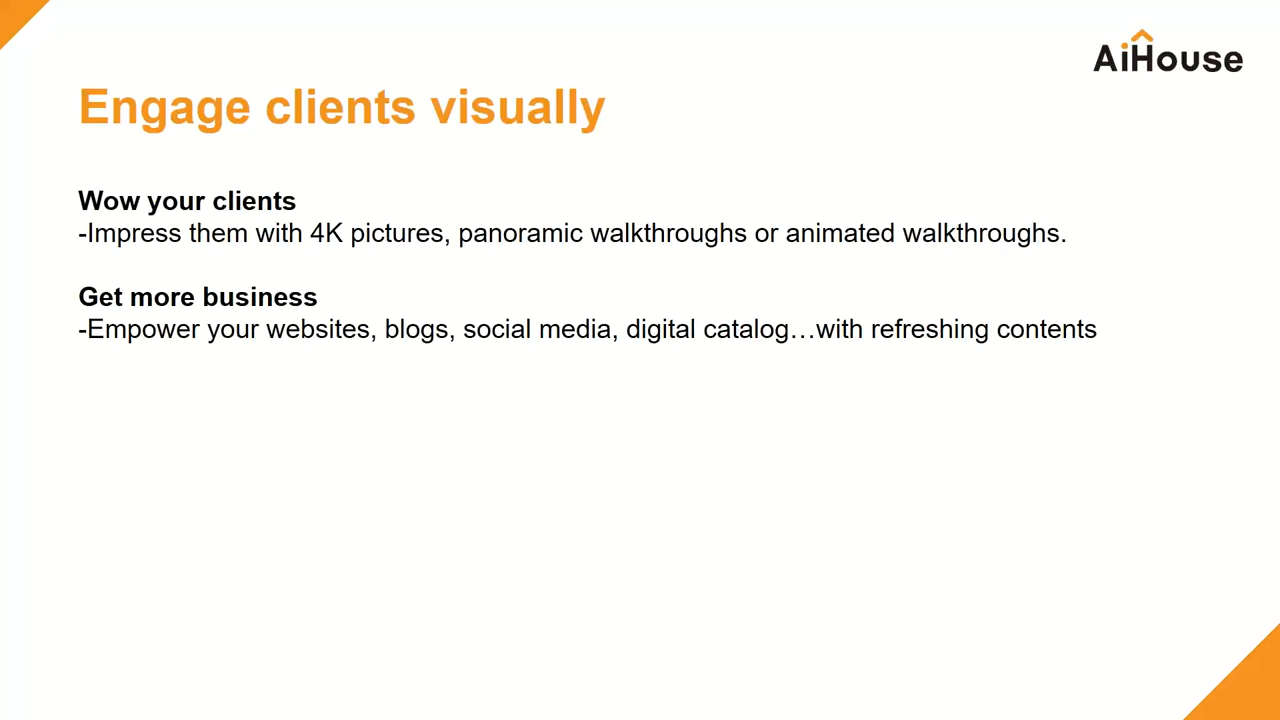 AiHouse
Engage clients visually
Wow your clients
-Impress them with 4K pictures, panoramic walkthroughs or animated walkthroughs.
Get more business
-Empower your websites, blogs, social media, digital catalog…with refreshing contents